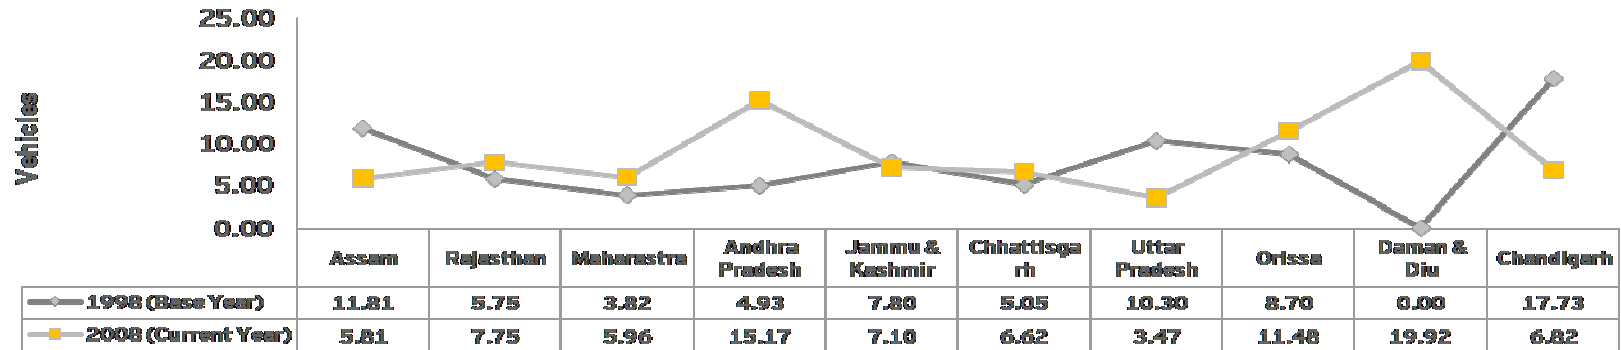 25.00
20.00
15.00
10.00
5.00
0.00
Vehicles
Assam Rajasthan Maharastra Andhra Pradesh Jammu & Kashmir Chhattisga rh Uttar Pradesh Orissa Daman & Diu Chandigarh
1998 (Base Year) 11.81 5.75 3.82 4.93 7.80 5.05 10.30 8.70 0.00 17.73
2008 (Current Year) 5.81 7.75 5.96 15.17 7.10 6.62 3.47 11.48 19.92 6.82